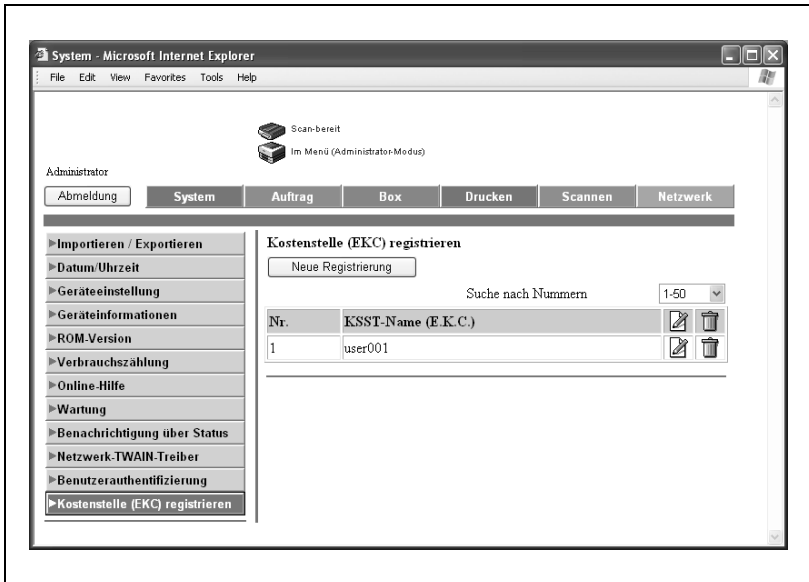 System - Microsoft Internet Explorer
File Edit View Favorites Tools Help
Scan-bereit
Im Menü (Administrator-Modus)
Administrator
Abmeldung System Auftrag Box Drucken Scannen Netzwerk
Importieren / Exportieren
Datum/Uhrzeit
Geräteeinstellung
Geräteinformationen
ROM-Version
Verbrauchszählung
Online-Hilfe
Wartung
Benachrichtigung über Status
Netzwerk-TWAIN-Treiber
Benutzerauthentifizierung
Kostenstelle (EKC) registrieren
Kostenstelle (EKC) registrieren
Neue Registrierung
Suche nach Nummern 1-50
Nr. KSST-Name (E.K.C.)
1 user001